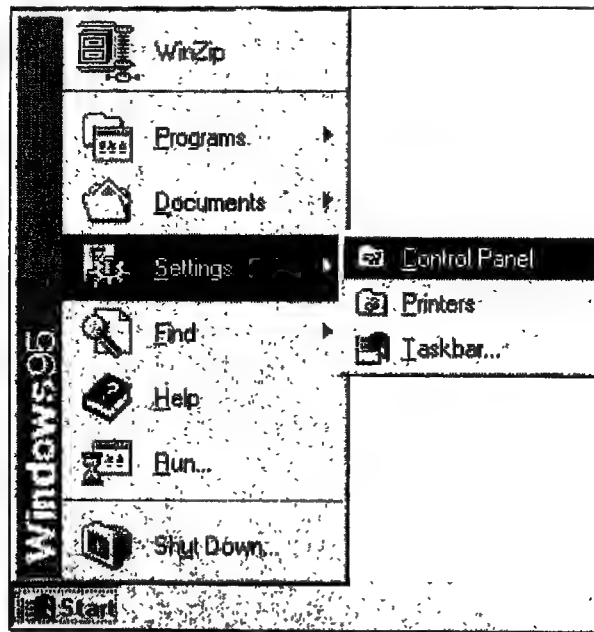 WinZip
Programs
Documents
Settings
Control Panel
Printers
Taskbar...
Find
Help
Run...
Shut Down...
Windows95
Start